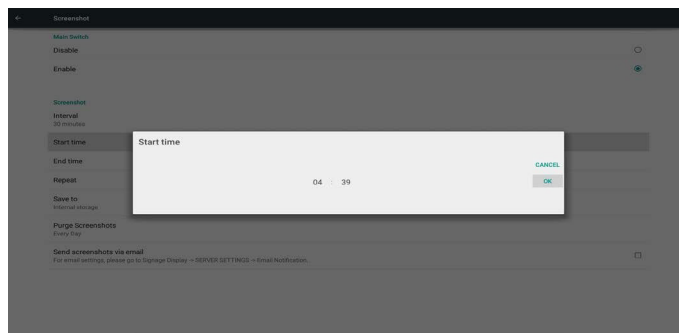 Screenshot
Main Switch
Disable
Enable
Screenshot
Interval
30 minutes
Start time
Start time
End time
CANCEL
04 : 39
OK
Repeat
Save to
Internal storage
Purge Screenshots
Every day
Send screenshots via email
For email settings, please go to Signage Display -> SERVER SETTINGS -> Email Notification...